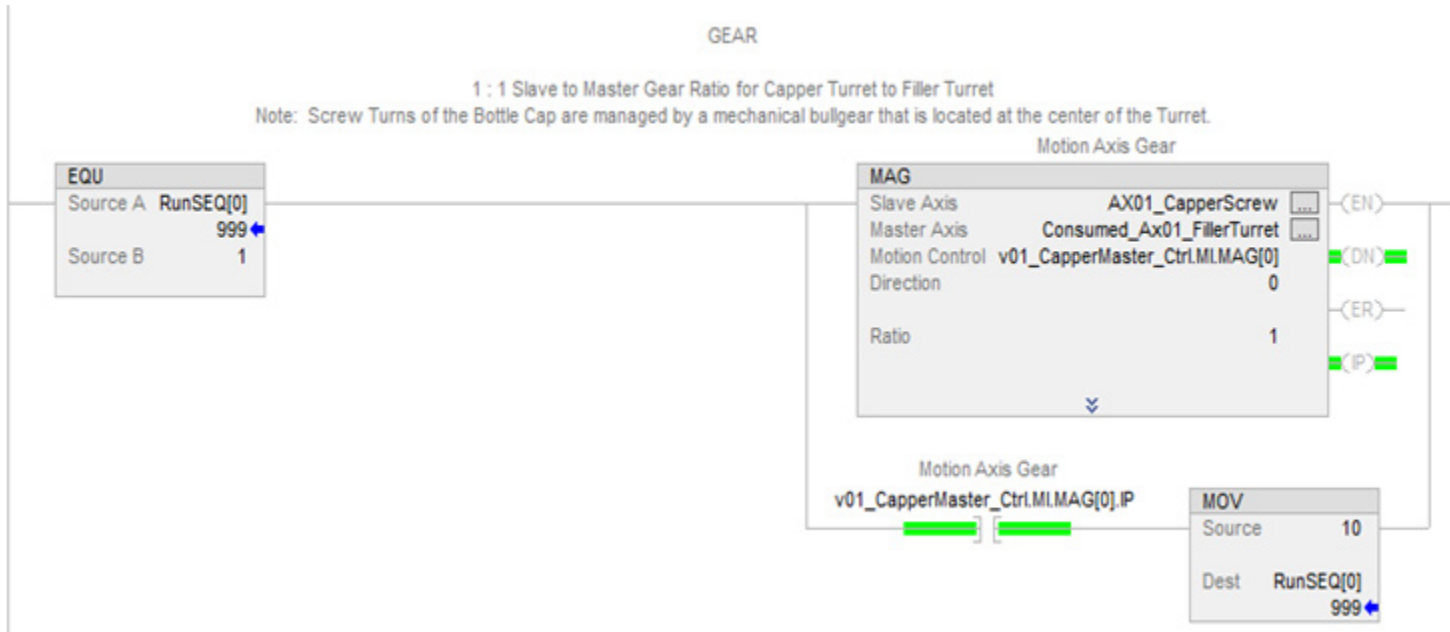 GEAR
1 : 1 Slave to Master Gear Ratio for Capper Turret to Filler Turret
Note: Screw Turns of the Bottle Cap are managed by a mechanical bullgear that is located at the center of the Turret.
Motion Axis Gear
EQU
Source A RunSEQ[0]
999
Source B 1
MAG
Slave Axis AX01_CapperScrew ... (EN)
Master Axis Consumed_Ax01_FillerTurret ...
Motion Control v01_CapperMaster_Ctrl.MI.MAG[0] (DN)
Direction 0
(ER)
Ratio 1
(IP)
Motion Axis Gear
v01_CapperMaster_Ctrl.MI.MAG[0].IP
MOV
Source 10
Dest RunSEQ[0]
999